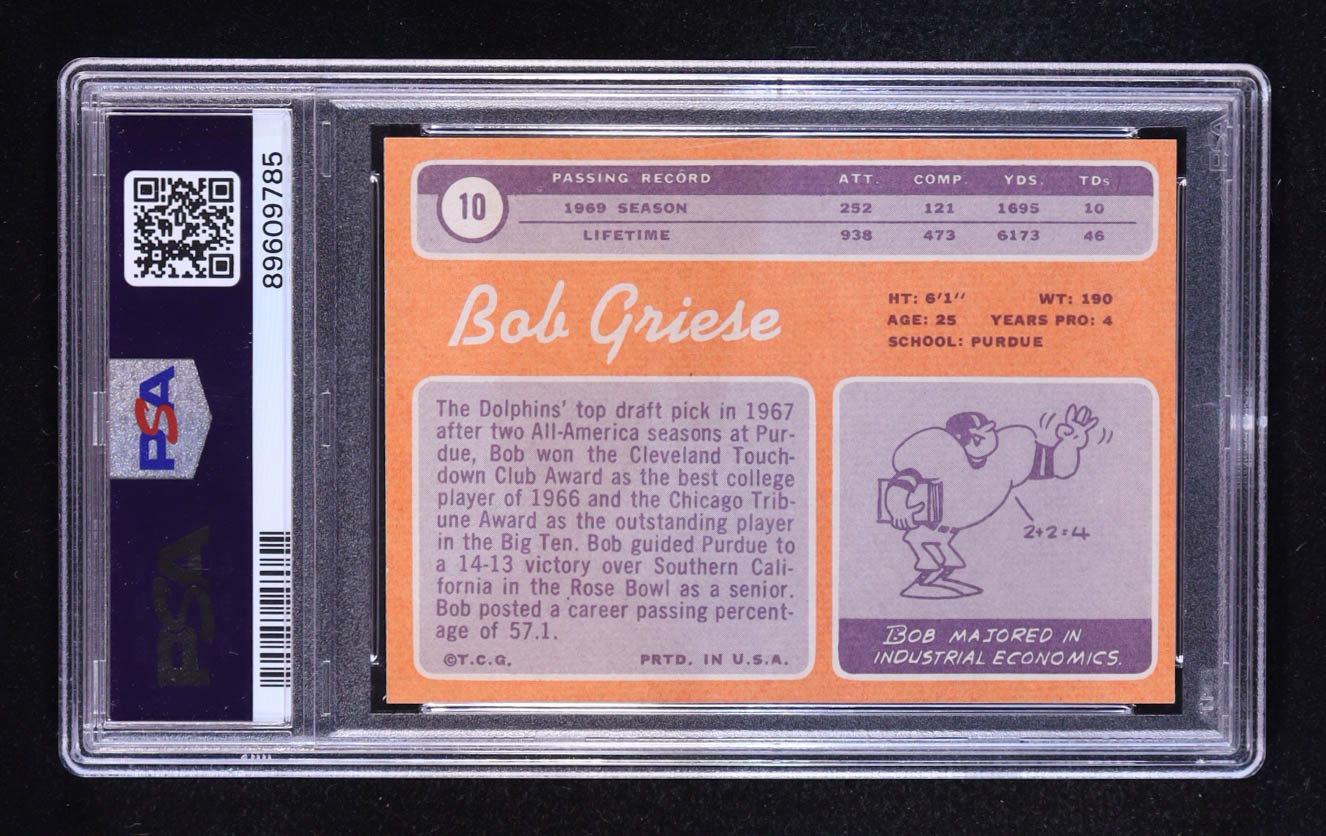 89609785
PSA
PSA
10
PASSING RECORD ATT. COMP. YDS. TDs
1969 SEASON 252 121 1695 10
LIFETIME 938 473 6173 46
Bob Griese
HT: 6'1" WT: 190
AGE: 25 YEARS PRO: 4
SCHOOL: PURDUE
The Dolphins' top draft pick in 1967
after two All-America seasons at Pur-
due, Bob won the Cleveland Touch-
down Club Award as the best college
player of 1966 and the Chicago Trib-
une Award as the outstanding player
in the Big Ten. Bob guided Purdue to
a 14-13 victory over Southern Cali-
fornia in the Rose Bowl as a senior.
Bob posted a career passing percent-
age of 57.1.
©T.C.G. PRTD. IN U.S.A.
2+2=4
BOB MAJORED IN
INDUSTRIAL ECONOMICS.
PSA